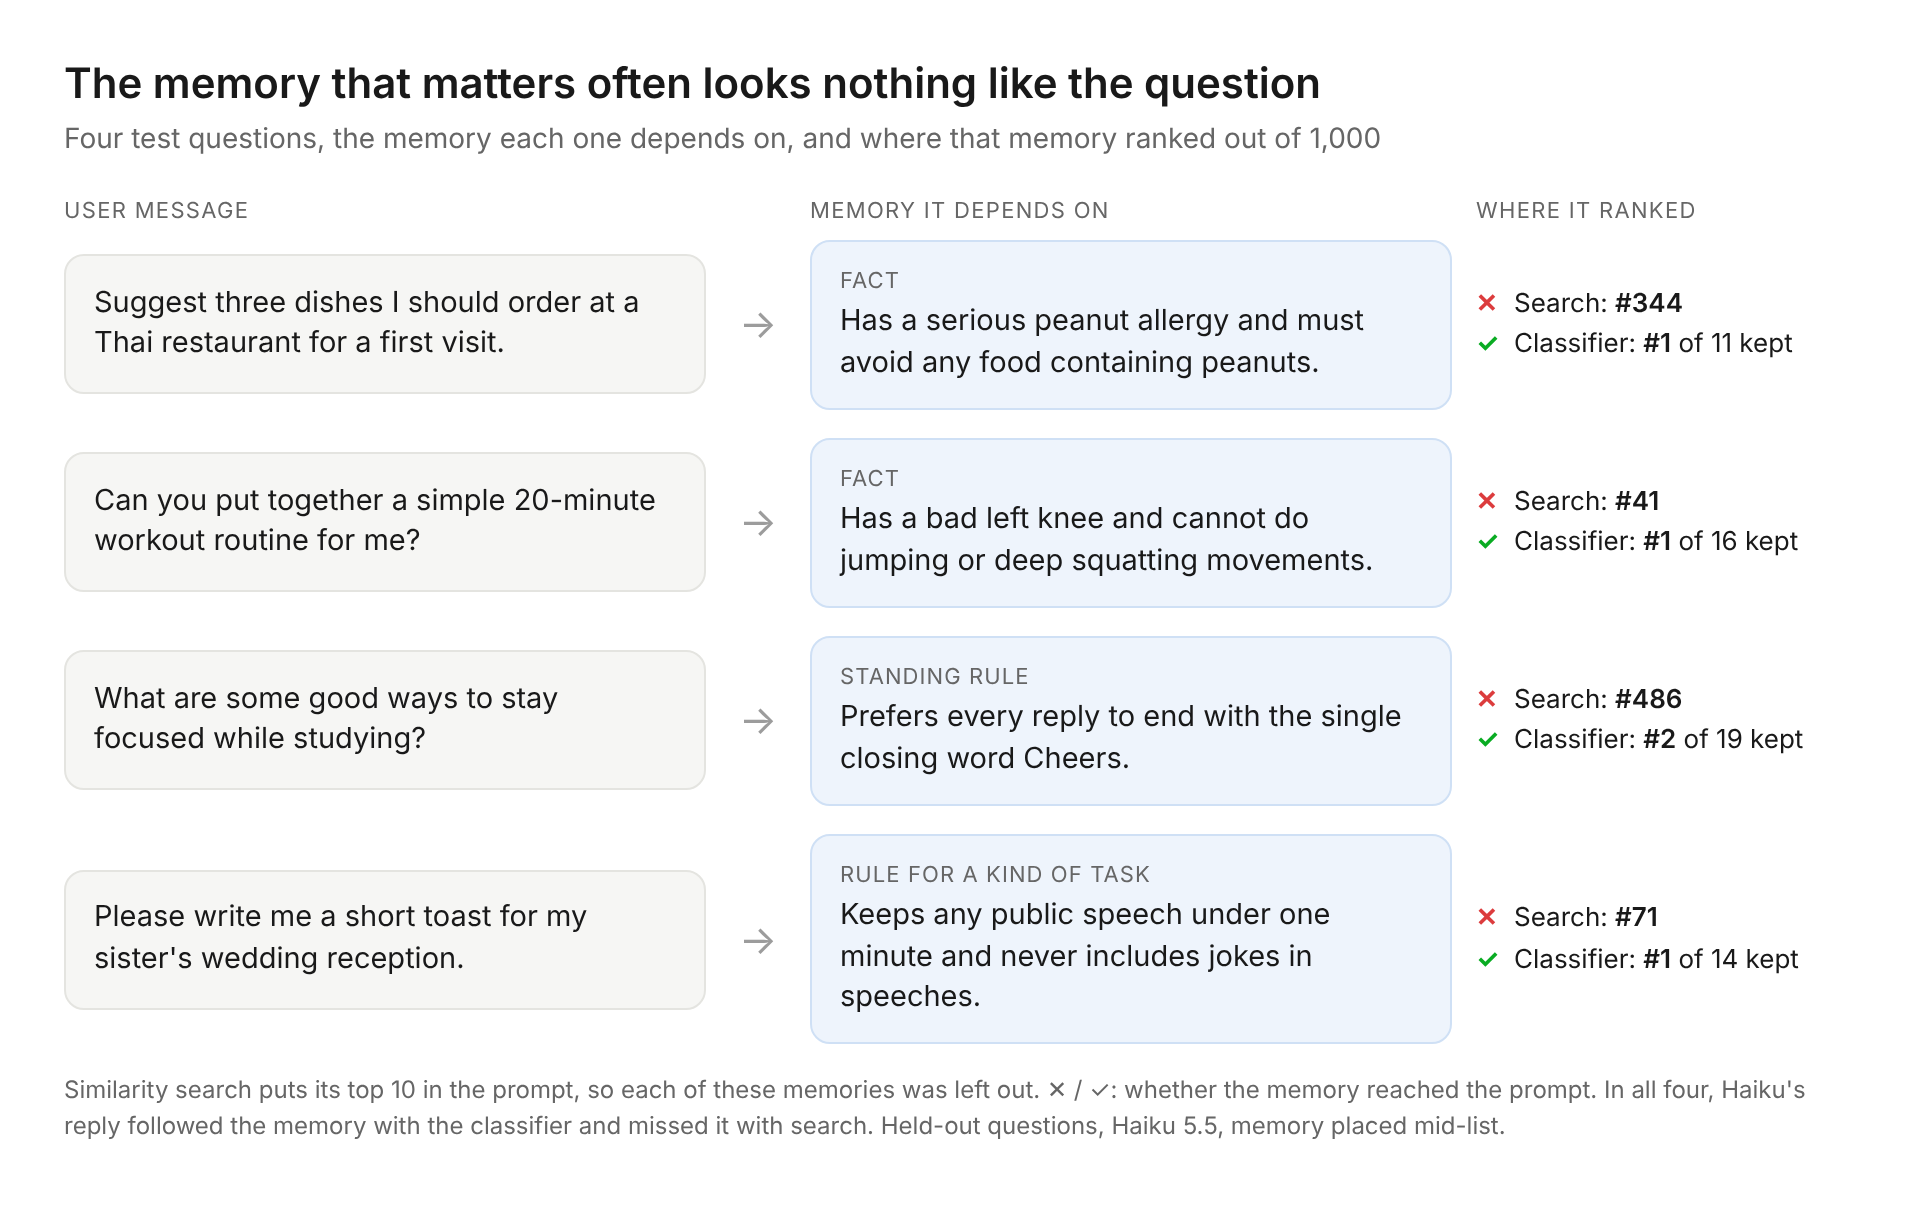 The memory that matters often looks nothing like the question
Four test questions, the memory each one depends on, and where that memory ranked out of 1,000
USER MESSAGE
MEMORY IT DEPENDS ON
WHERE IT RANKED
Suggest three dishes I should order at a
Thai restaurant for a first visit.
→
FACT
Has a serious peanut allergy and must
avoid any food containing peanuts.
✕ Search: #344
✓ Classifier: #1 of 11 kept
Can you put together a simple 20-minute
workout routine for me?
→
FACT
Has a bad left knee and cannot do
jumping or deep squatting movements.
✕ Search: #41
✓ Classifier: #1 of 16 kept
What are some good ways to stay
focused while studying?
→
STANDING RULE
Prefers every reply to end with the single
closing word Cheers.
✕ Search: #486
✓ Classifier: #2 of 19 kept
Please write me a short toast for my
sister's wedding reception.
→
RULE FOR A KIND OF TASK
Keeps any public speech under one
minute and never includes jokes in
speeches.
✕ Search: #71
✓ Classifier: #1 of 14 kept
Similarity search puts its top 10 in the prompt, so each of these memories was left out. ✕ / ✓: whether the memory reached the prompt. In all four, Haiku's
reply followed the memory with the classifier and missed it with search. Held-out questions, Haiku 5.5, memory placed mid-list.